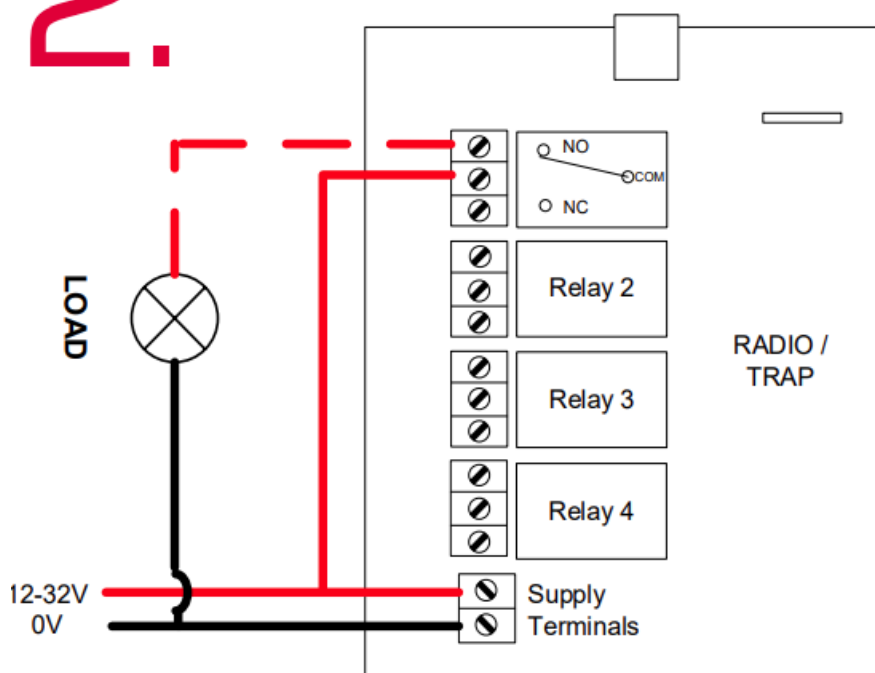 2.
NO
COM
NC
Relay 2
LOAD
Relay 3
RADIO /
TRAP
Relay 4
12-32V
Supply
0V
Terminals